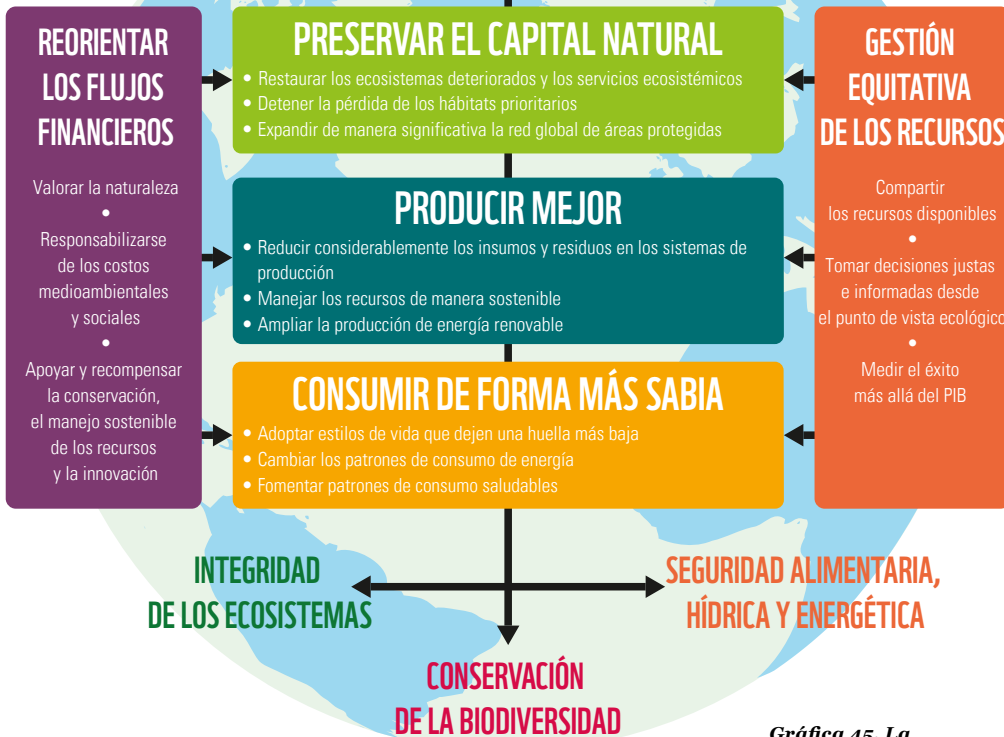 REORIENTAR
LOS FLUJOS
FINANCIEROS
Valorar la naturaleza
•
Responsabilizarse
de los costos
medioambientales
y sociales
•
Apoyar y recompensar
la conservación,
el manejo sostenible
de los recursos
y la innovación
PRESERVAR EL CAPITAL NATURAL
• Restaurar los ecosistemas deteriorados y los servicios ecosistémicos
• Detener la pérdida de los hábitats prioritarios
• Expandir de manera significativa la red global de áreas protegidas
PRODUCIR MEJOR
• Reducir considerablemente los insumos y residuos en los sistemas de
producción
• Manejar los recursos de manera sostenible
• Ampliar la producción de energía renovable
CONSUMIR DE FORMA MÁS SABIA
• Adoptar estilos de vida que dejen una huella más baja
• Cambiar los patrones de consumo de energía
• Fomentar patrones de consumo saludables
GESTIÓN
EQUITATIVA
DE LOS RECURSOS
Compartir
los recursos disponibles
•
Tomar decisiones justas
e informadas desde
el punto de vista ecológico
•
Medir el éxito
más allá del PIB
INTEGRIDAD
DE LOS ECOSISTEMAS
SEGURIDAD ALIMENTARIA,
HÍDRICA Y ENERGÉTICA
CONSERVACIÓN
DE LA BIODIVERSIDAD
Gráfica 45. La